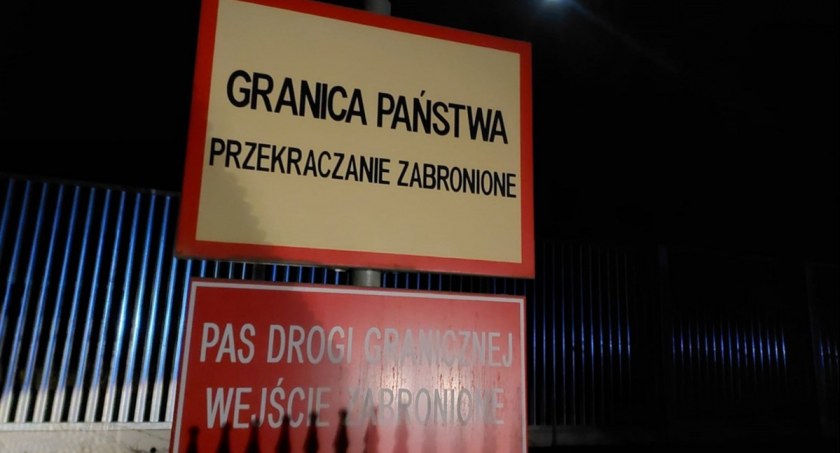 GRANICA PAŃSTWA
PRZEKRACZANIE ZABRONIONE
PAS DROGI GRANICZNEJ
WEJŚCIE ZABRONIONE